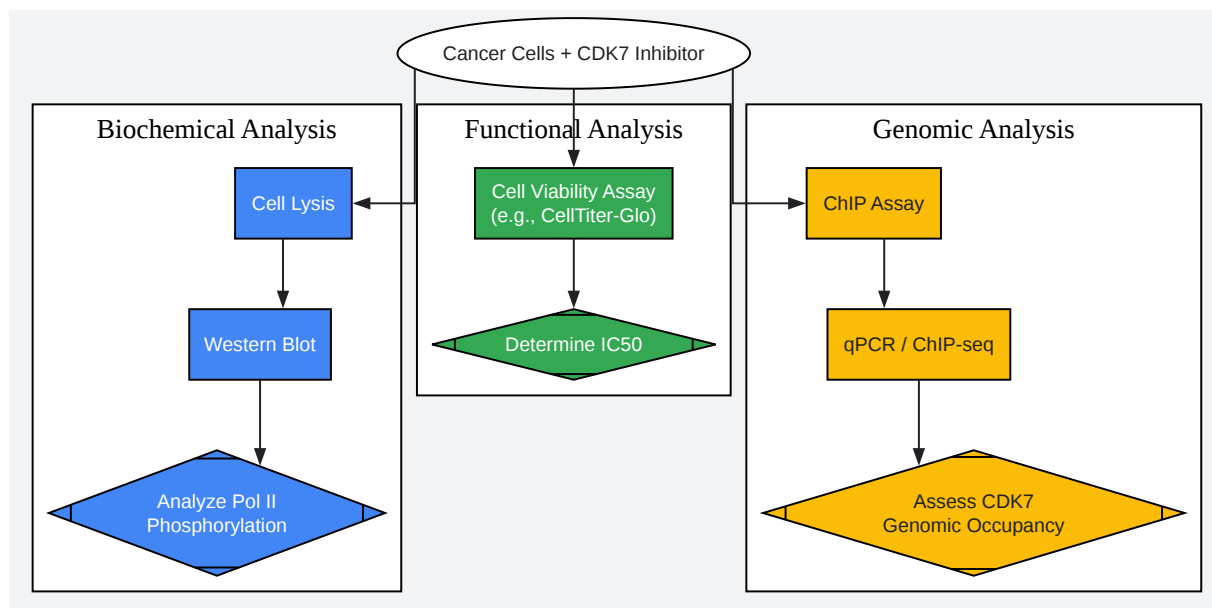 Cancer Cells + CDK7 Inhibitor
Biochemical Analysis
Cell Lysis
Western Blot
Analyze Pol II
Phosphorylation
Functional Analysis
Cell Viability Assay
(e.g., CellTiter-Glo)
Determine IC50
Genomic Analysis
ChIP Assay
qPCR / ChIP-seq
Assess CDK7
Genomic Occupancy